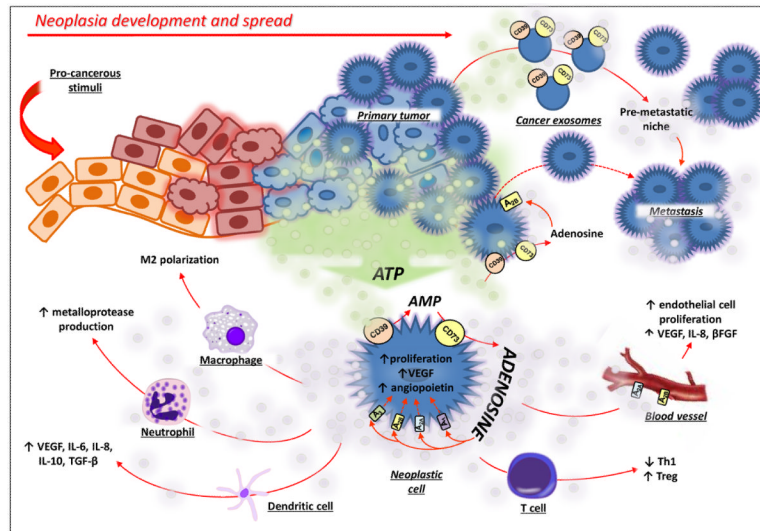 Neoplasia development and spread
Pro-cancerous
stimuli
Primary tumor
CD39
CD73
CD39
CD73
CD39
CD73
Cancer exosomes
Pre-metastatic
niche
Metastasis
A2B
Adenosine
CD39
CD73
ATP
AMP
CD39
CD73
ADENOSINE
↑proliferation
↑VEGF
↑ angiopoietin
Neoplastic
cell
M2 polarization
Macrophage
↑ metalloprotease
production
Neutrophil
↑ VEGF, IL-6, IL-8,
IL-10, TGF-β
Dendritic cell
↑ endothelial cell
proliferation
↑ VEGF, IL-8, βFGF
Blood vessel
T cell
↓ Th1
↑ Treg